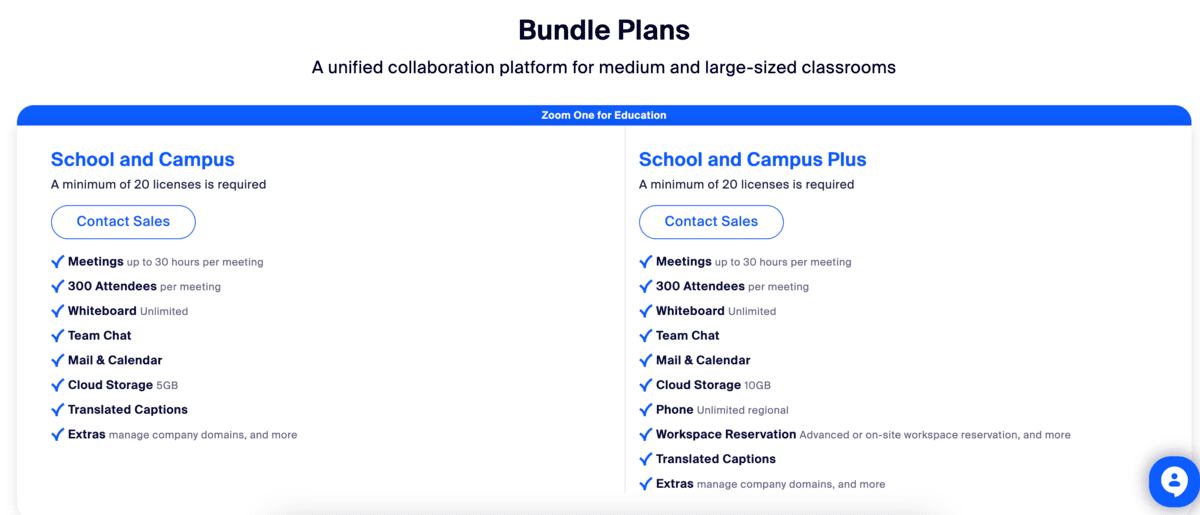 Bundle Plans
A unified collaboration platform for medium and large-sized classrooms
Zoom One for Education
School and Campus
A minimum of 20 licenses is required
Contact Sales
Meetings up to 30 hours per meeting
300 Attendees per meeting
Whiteboard Unlimited
Team Chat
Mail & Calendar
Cloud Storage 5GB
Translated Captions
Extras manage company domains, and more
School and Campus Plus
A minimum of 20 licenses is required
Contact Sales
Meetings up to 30 hours per meeting
300 Attendees per meeting
Whiteboard Unlimited
Team Chat
Mail & Calendar
Cloud Storage 10GB
Phone Unlimited regional
Workspace Reservation Advanced or on-site workspace reservation, and more
Translated Captions
Extras manage company domains, and more